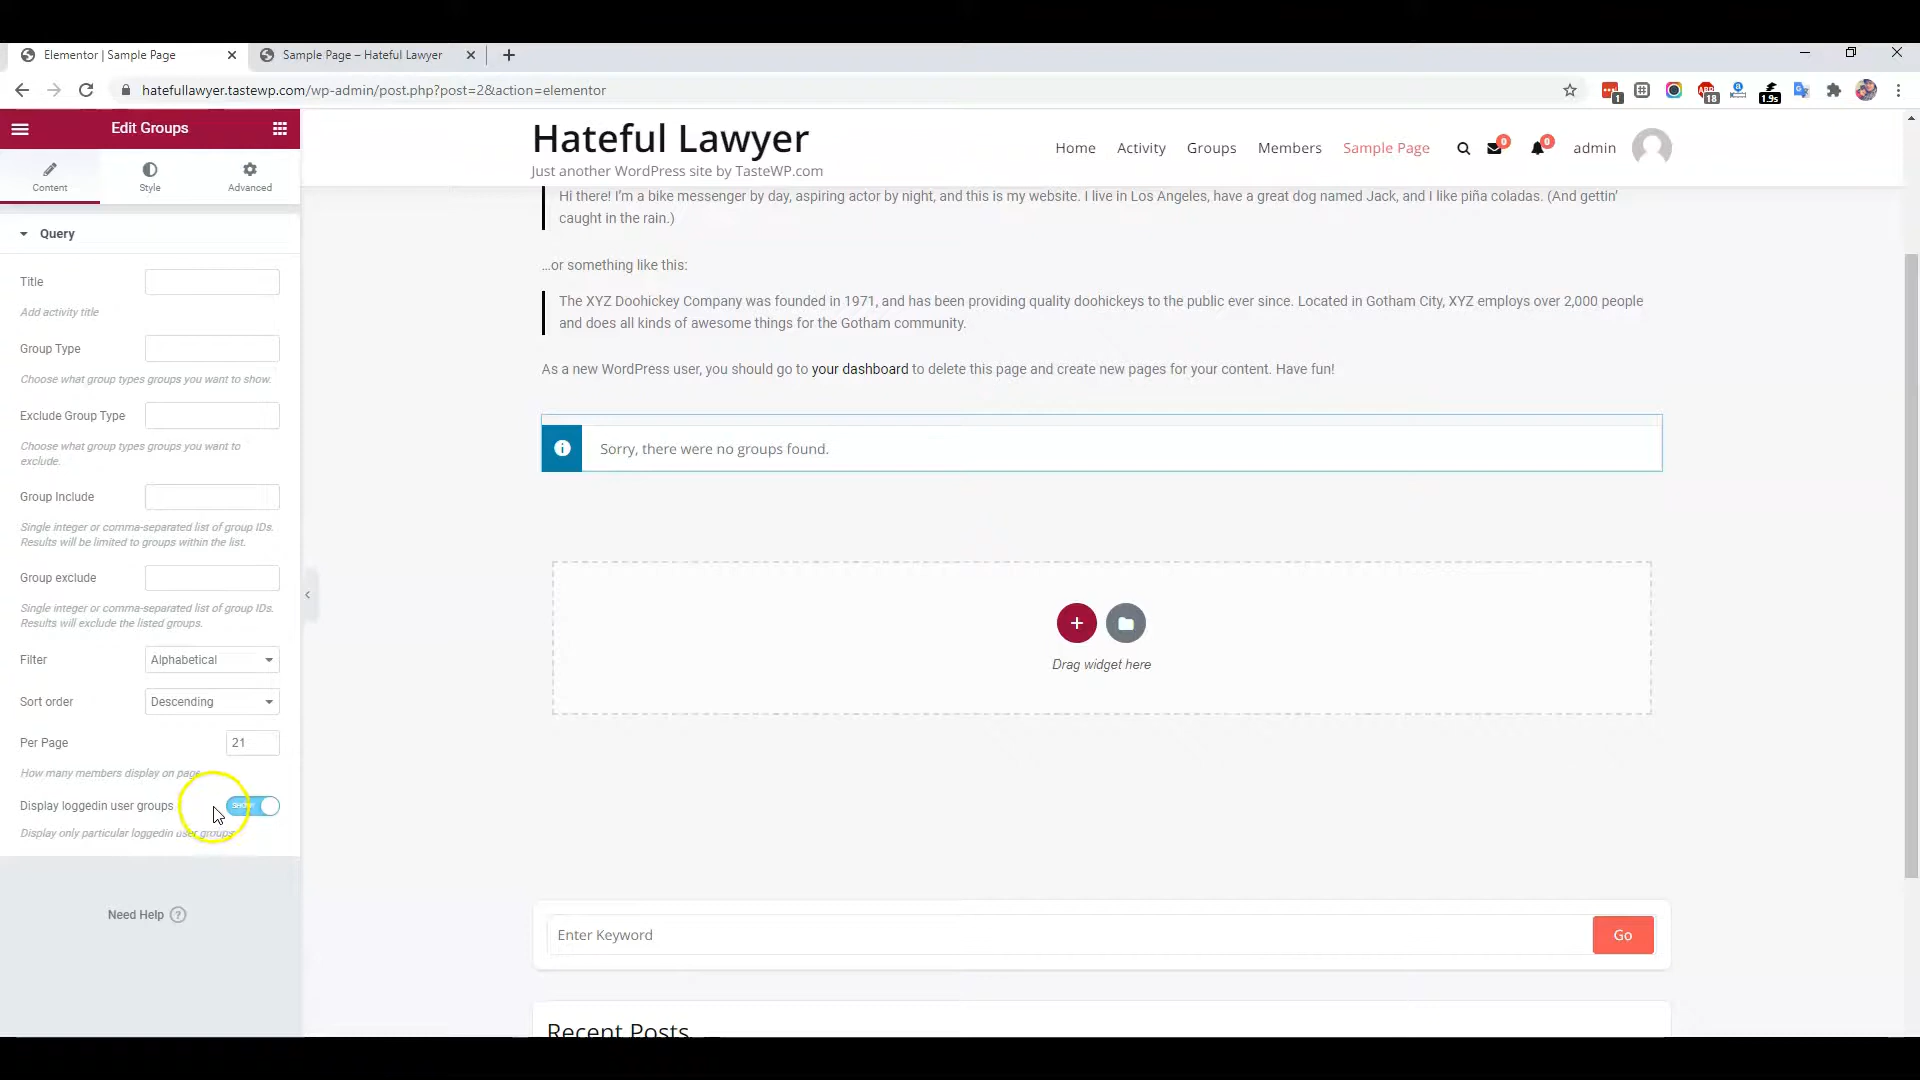 Elementor | Sample Page
Sample Page – Hateful Lawyer
hatefullawyer.tastewp.com/wp-admin/post.php?post=2&action=elementor
1
18
1.9s
Edit Groups
Content
Style
Advanced
Query
Title
Add activity title
Group Type
Choose what group types groups you want to show.
Exclude Group Type
Choose what group types groups you want to
exclude.
Group Include
Single integer or comma-separated list of group IDs.
Results will be limited to groups within the list.
Group exclude
Single integer or comma-separated list of group IDs.
Results will exclude the listed groups.
Filter
Alphabetical
Sort order
Descending
Per Page
21
How many members display on page
Display loggedin user groups
SHOW
Display only particular loggedin user groups
Need Help
Hateful Lawyer
Just another WordPress site by TasteWP.com
Home
Activity
Groups
Members
Sample Page
0
0
admin
Hi there! I'm a bike messenger by day, aspiring actor by night, and this is my website. I live in Los Angeles, have a great dog named Jack, and I like piña coladas. (And gettin'
caught in the rain.)
…or something like this:
The XYZ Doohickey Company was founded in 1971, and has been providing quality doohickeys to the public ever since. Located in Gotham City, XYZ employs over 2,000 people
and does all kinds of awesome things for the Gotham community.
As a new WordPress user, you should go to your dashboard to delete this page and create new pages for your content. Have fun!
Sorry, there were no groups found.
Drag widget here
Enter Keyword
Go
Recent Posts